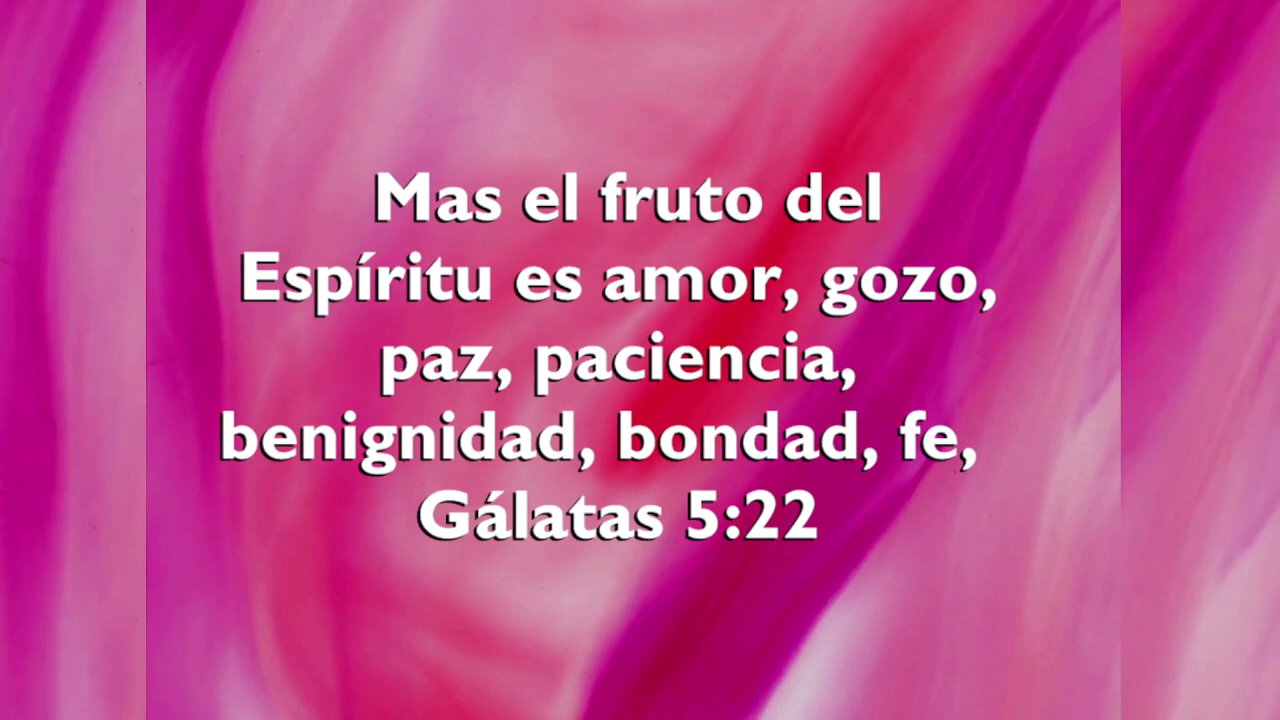 Mas el fruto del
Espíritu es amor, gozo,
paz, paciencia,
benignidad, bondad, fe,
Gálatas 5:22